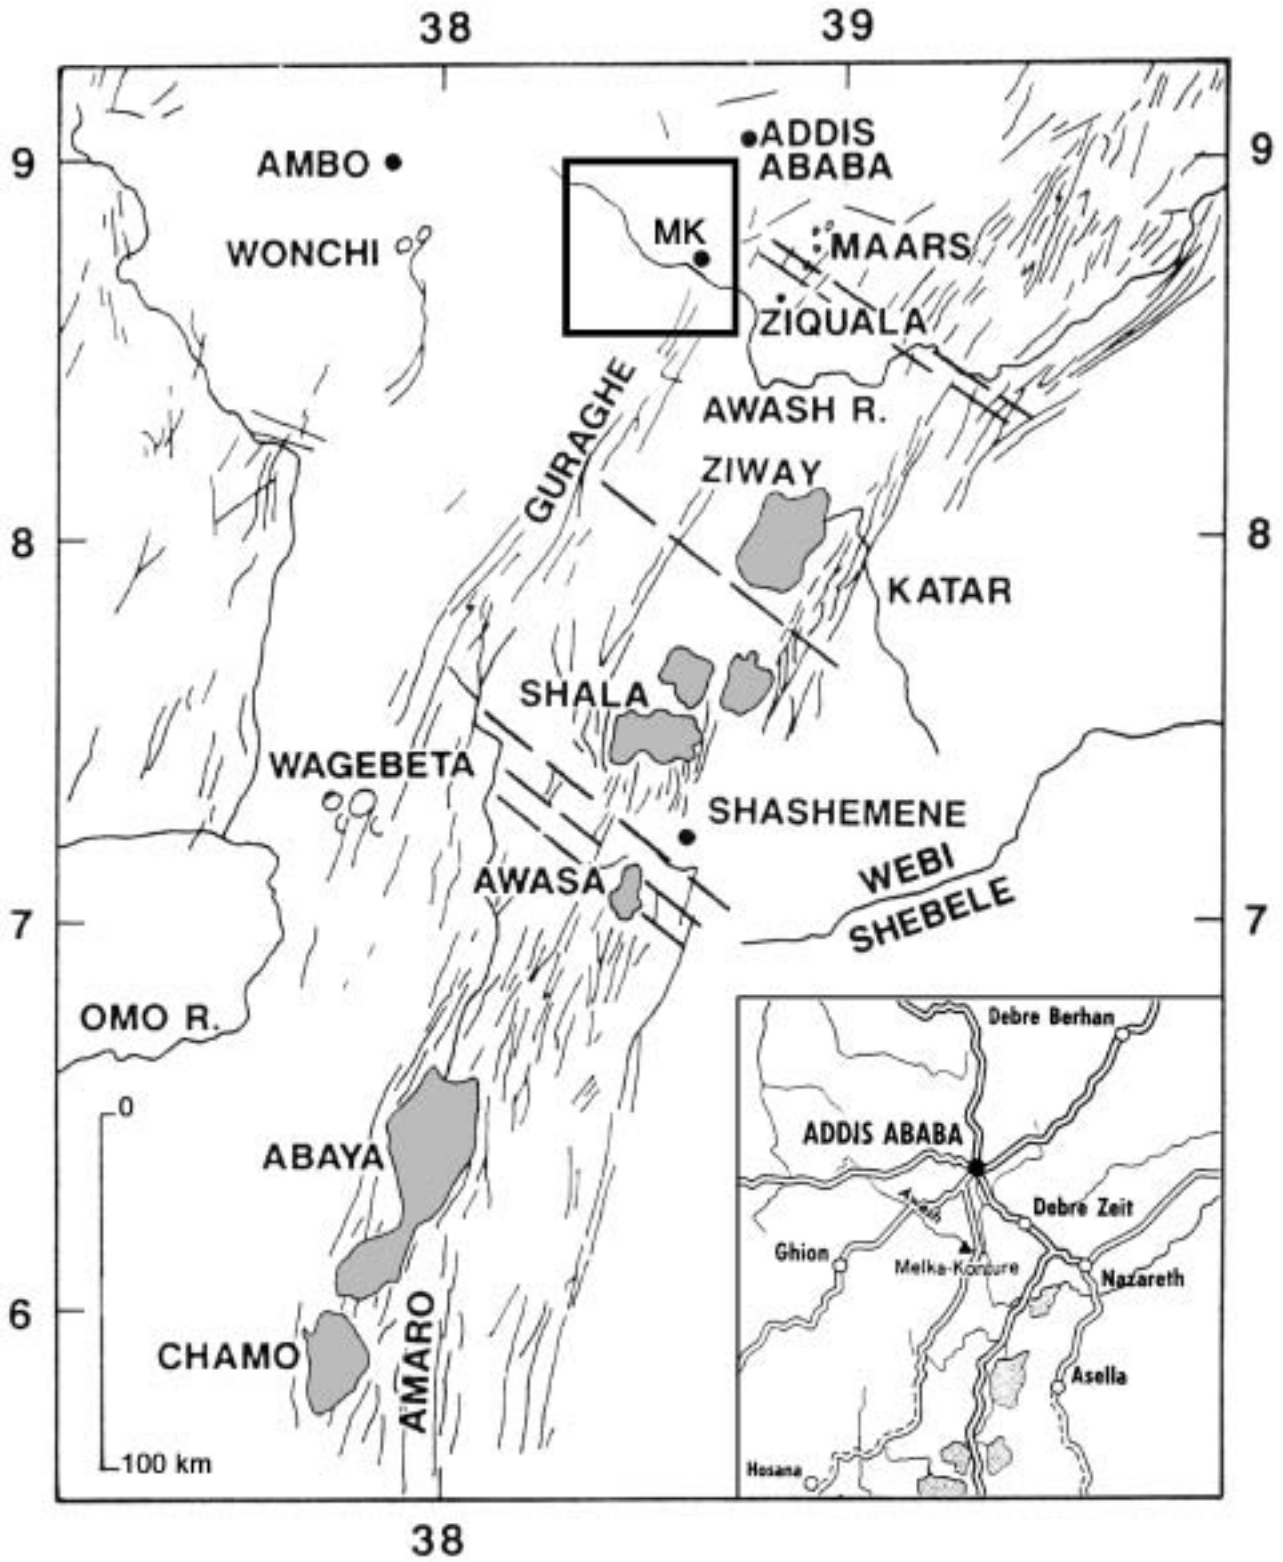 38
39
9
9
AMBO
ADDIS
ABABA
WONCHI
MK
MAARS
ZIQUALA
GURAGHE
AWASH R.
ZIWAY
8
8
KATAR
SHALA
WAGEBETA
SHASHEMENE
AWASA
WEBI
SHEBELE
7
7
OMO R.
0
ABAYA
6
CHAMO
AMARO
100 km
38
Debre Berhan
ADDIS ABABA
Awash
Debre Zeit
Ghion
Melka-Konture
Nazareth
Asella
Hosana